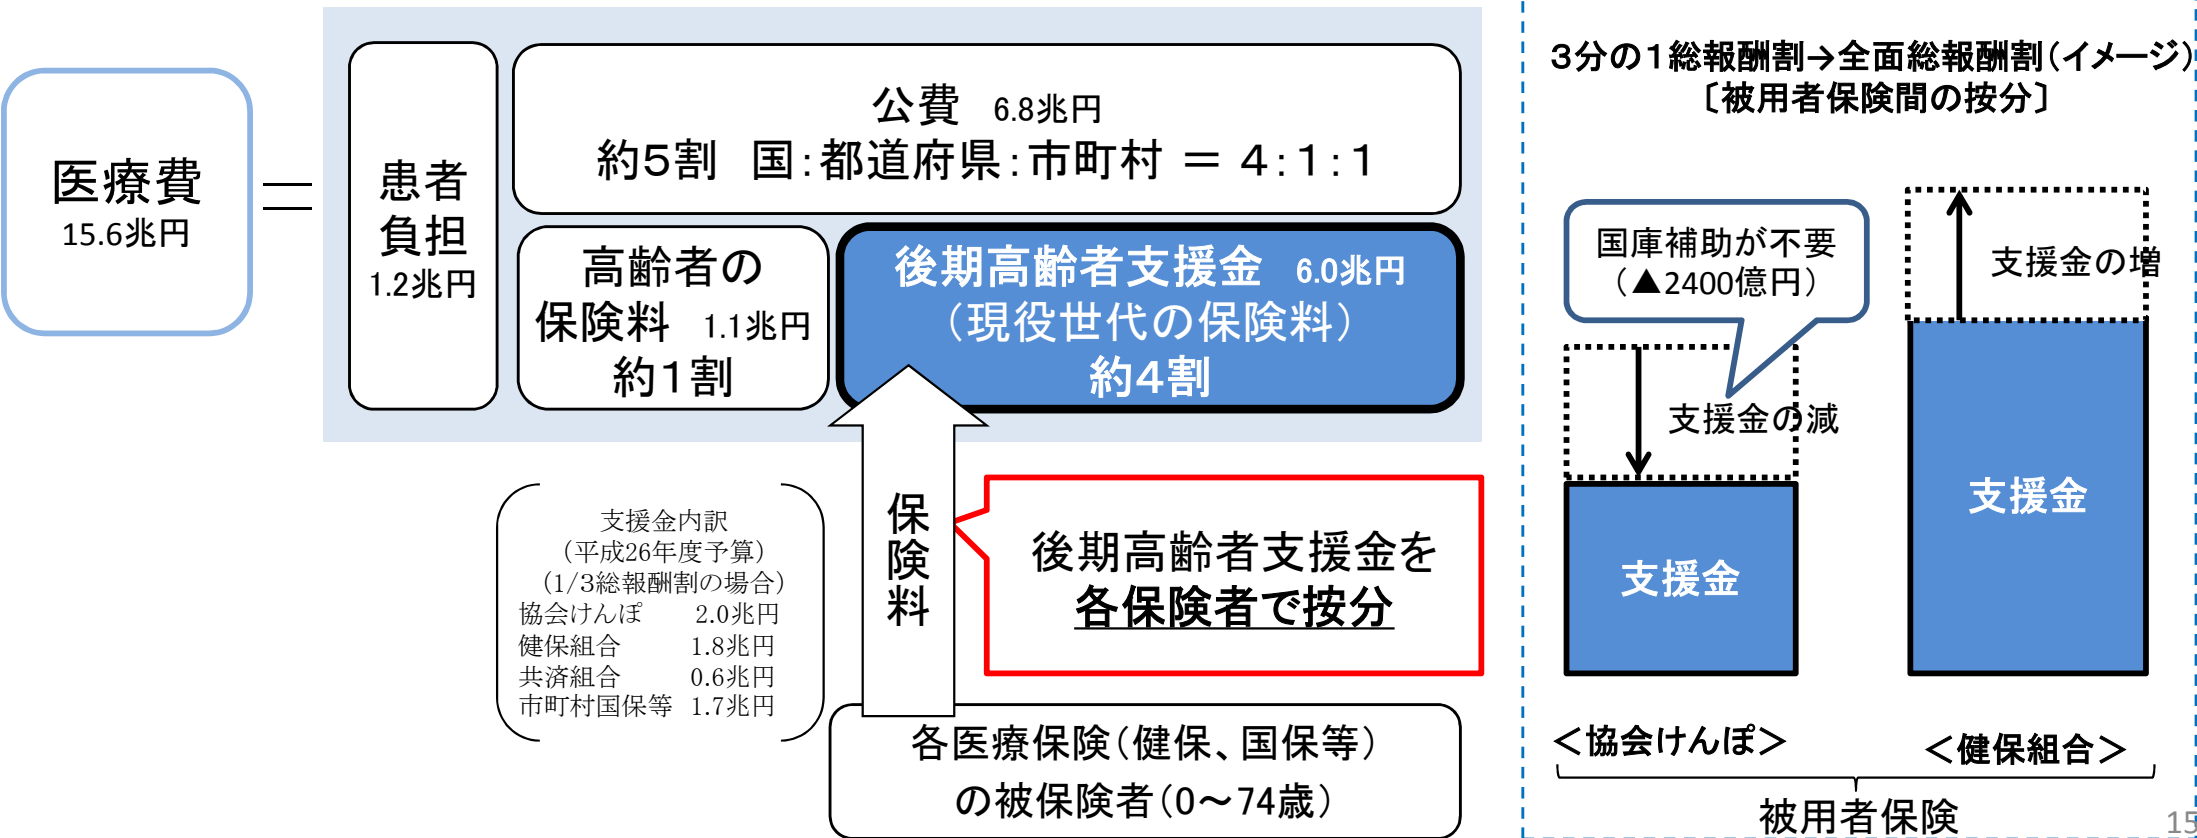 医療費
15.6兆円
＝
患者
負担
1.2兆円
公費 6.8兆円
約5割 国：都道府県：市町村 ＝ 4：1：1
高齢者の
保険料 1.1兆円
約1割
後期高齢者支援金 6.0兆円
（現役世代の保険料）
約4割
支援金内訳
（平成26年度予算）
（1/3総報酬割の場合）
協会けんぽ 2.0兆円
健保組合 1.8兆円
共済組合 0.6兆円
市町村国保等 1.7兆円
保険料
後期高齢者支援金を
各保険者で按分
各医療保険（健保、国保等）
の被保険者（0～74歳）
３分の１総報酬割→全面総報酬割（イメージ）
〔被用者保険間の按分〕
国庫補助が不要
（▲2400億円）
支援金の減
支援金
＜協会けんぽ＞
支援金の増
支援金
＜健保組合＞
被用者保険
15